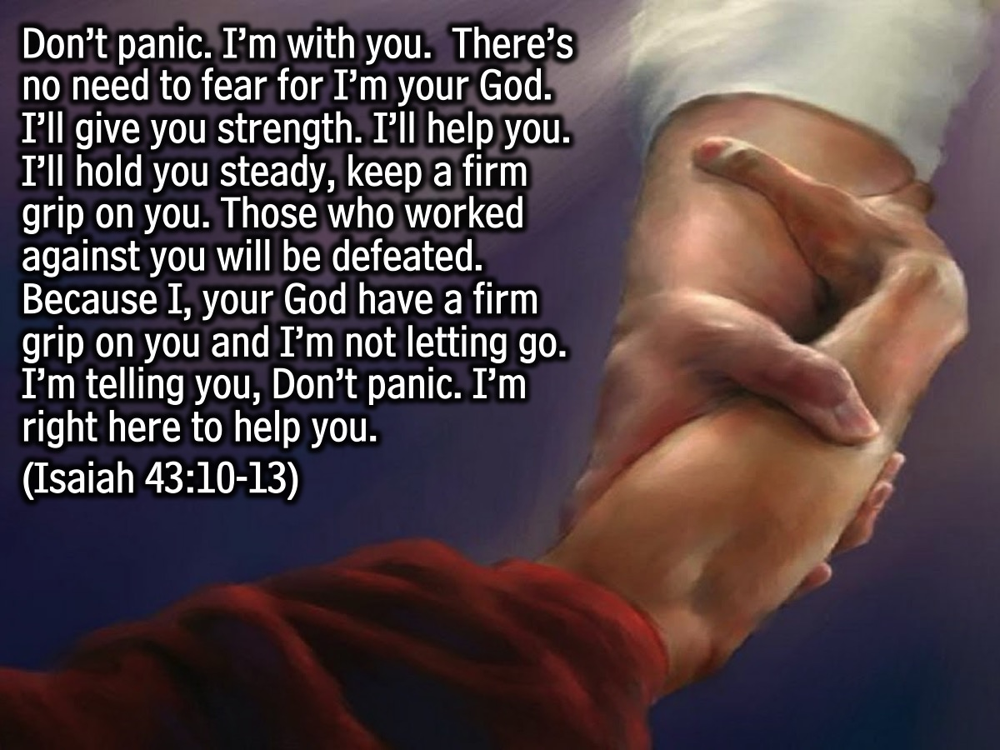 Don't panic. I'm with you.  There's
no need to fear for I'm your God.
I'll give you strength. I'll help you.
I'll hold you steady, keep a firm
grip on you. Those who worked
against you will be defeated.
Because I, your God have a firm
grip on you and I'm not letting go.
I'm telling you, Don't panic. I'm
right here to help you.
(Isaiah 43:10-13)